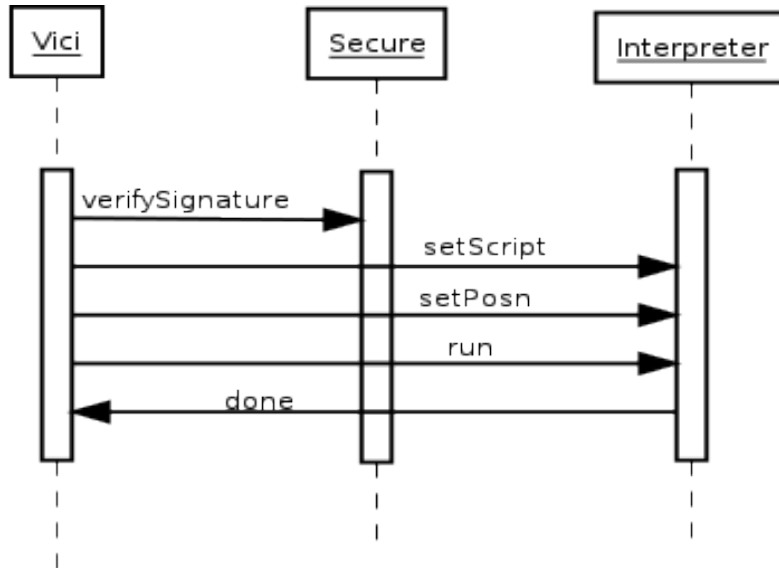 Vici
Secure
Interpreter
verifySignature
setScript
setPosn
run
done